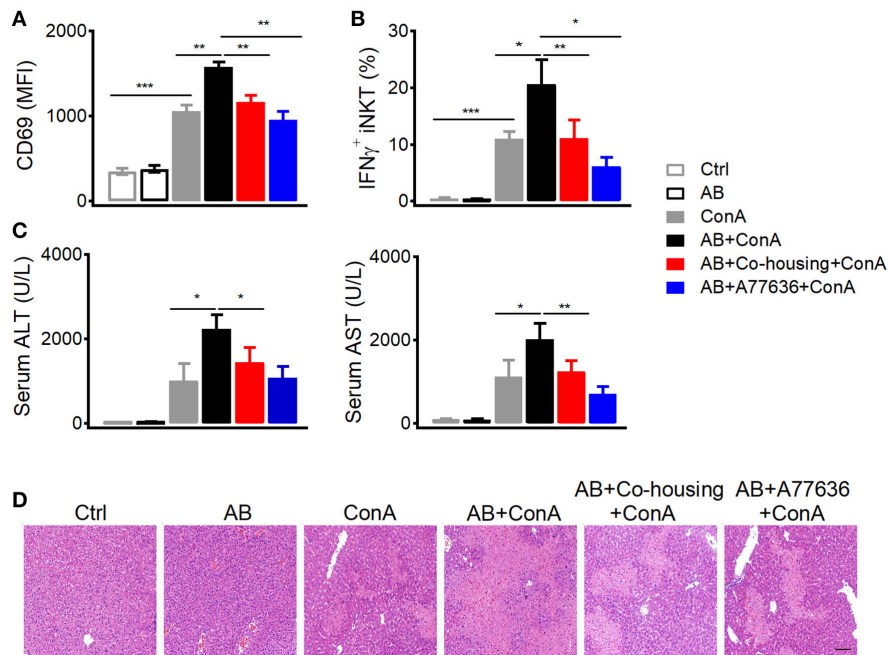 A
CD69 (MFI)
2000
1000
0
***
**
**
**
B
IFNγ+ iNKT (%)
30
20
10
0
***
*
**
*
Ctrl
AB
ConA
AB+ConA
AB+Co-housing+ConA
AB+A77636+ConA
C
Serum ALT (U/L)
4000
2000
0
*
*
Serum AST (U/L)
4000
2000
0
*
**
D
Ctrl
AB
ConA
AB+ConA
AB+Co-housing
+ConA
AB+A77636
+ConA